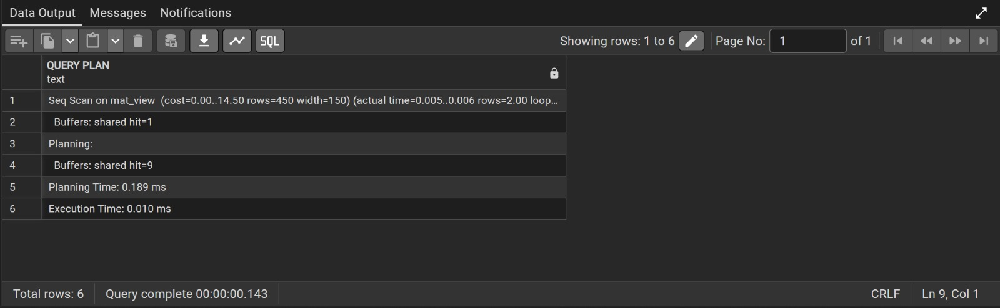 Data Output Messages Notifications
SQL Showing rows: 1 to 6 Page No: 1 of 1
QUERY PLAN
text
1 Seq Scan on mat_view  (cost=0.00..14.50 rows=450 width=150) (actual time=0.005..0.006 rows=2.00 loop...
2 Buffers: shared hit=1
3 Planning:
4 Buffers: shared hit=9
5 Planning Time: 0.189 ms
6 Execution Time: 0.010 ms
Total rows: 6 Query complete 00:00:00.143 CRLF Ln 9, Col 1